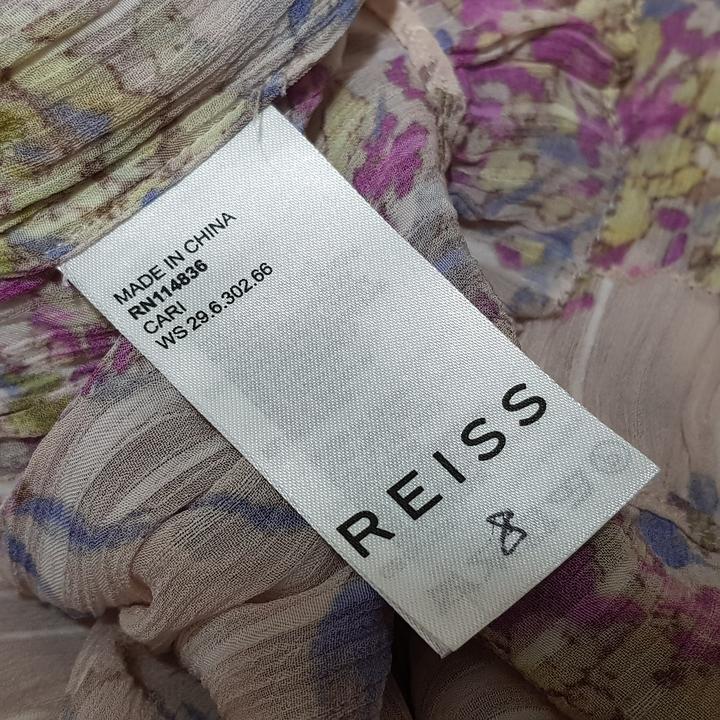 MADE IN CHINA
RN114836
CARI
WS 29.6.302.66
REISS
8